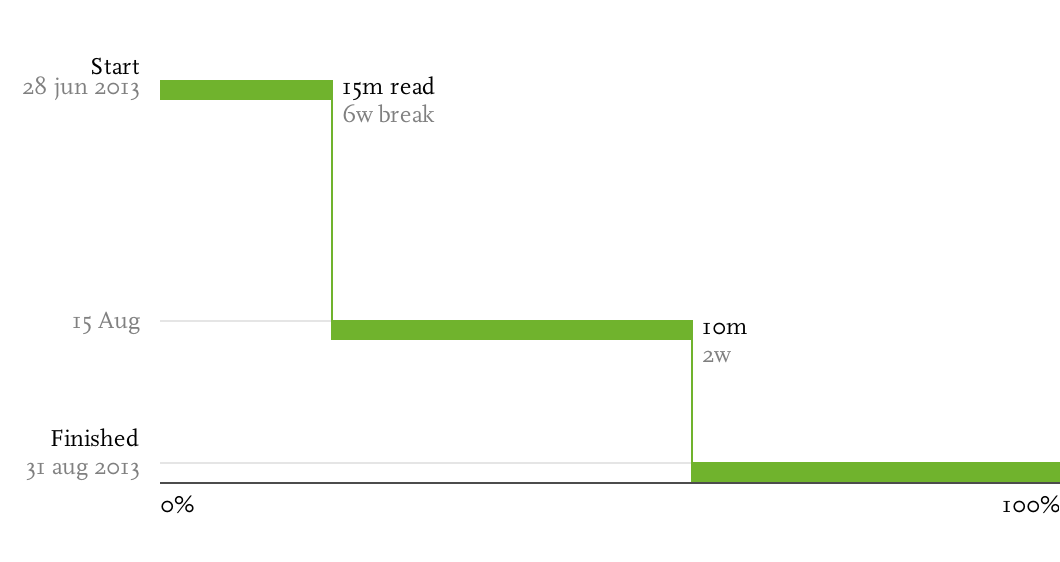 Start
28 jun 2013
15m read
6w break
15 Aug
10m
2w
Finished
31 aug 2013
0%
100%